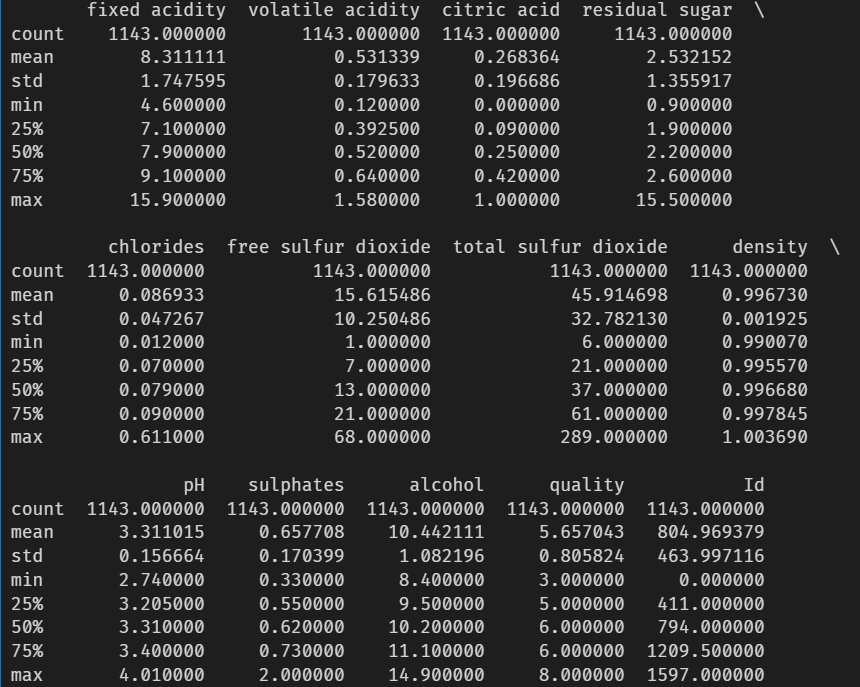 fixed acidity volatile acidity citric acid residual sugar \
count 1143.000000 1143.000000 1143.000000 1143.000000
mean 8.311111 0.531339 0.268364 2.532152
std 1.747595 0.179633 0.196686 1.355917
min 4.600000 0.120000 0.000000 0.900000
25% 7.100000 0.392500 0.090000 1.900000
50% 7.900000 0.520000 0.250000 2.200000
75% 9.100000 0.640000 0.420000 2.600000
max 15.900000 1.580000 1.000000 15.500000
chlorides free sulfur dioxide total sulfur dioxide density \
count 1143.000000 1143.000000 1143.000000 1143.000000
mean 0.086933 15.615486 45.914698 0.996730
std 0.047267 10.250486 32.782130 0.001925
min 0.012000 1.000000 6.000000 0.990070
25% 0.070000 7.000000 21.000000 0.995570
50% 0.079000 13.000000 37.000000 0.996680
75% 0.090000 21.000000 61.000000 0.997845
max 0.611000 68.000000 289.000000 1.003690
pH sulphates alcohol quality Id
count 1143.000000 1143.000000 1143.000000 1143.000000 1143.000000
mean 3.311015 0.657708 10.442111 5.657043 804.969379
std 0.156664 0.170399 1.082196 0.805824 463.997116
min 2.740000 0.330000 8.400000 3.000000 0.000000
25% 3.205000 0.550000 9.500000 5.000000 411.000000
50% 3.310000 0.620000 10.200000 6.000000 794.000000
75% 3.400000 0.730000 11.100000 6.000000 1209.500000
max 4.010000 2.000000 14.900000 8.000000 1597.000000